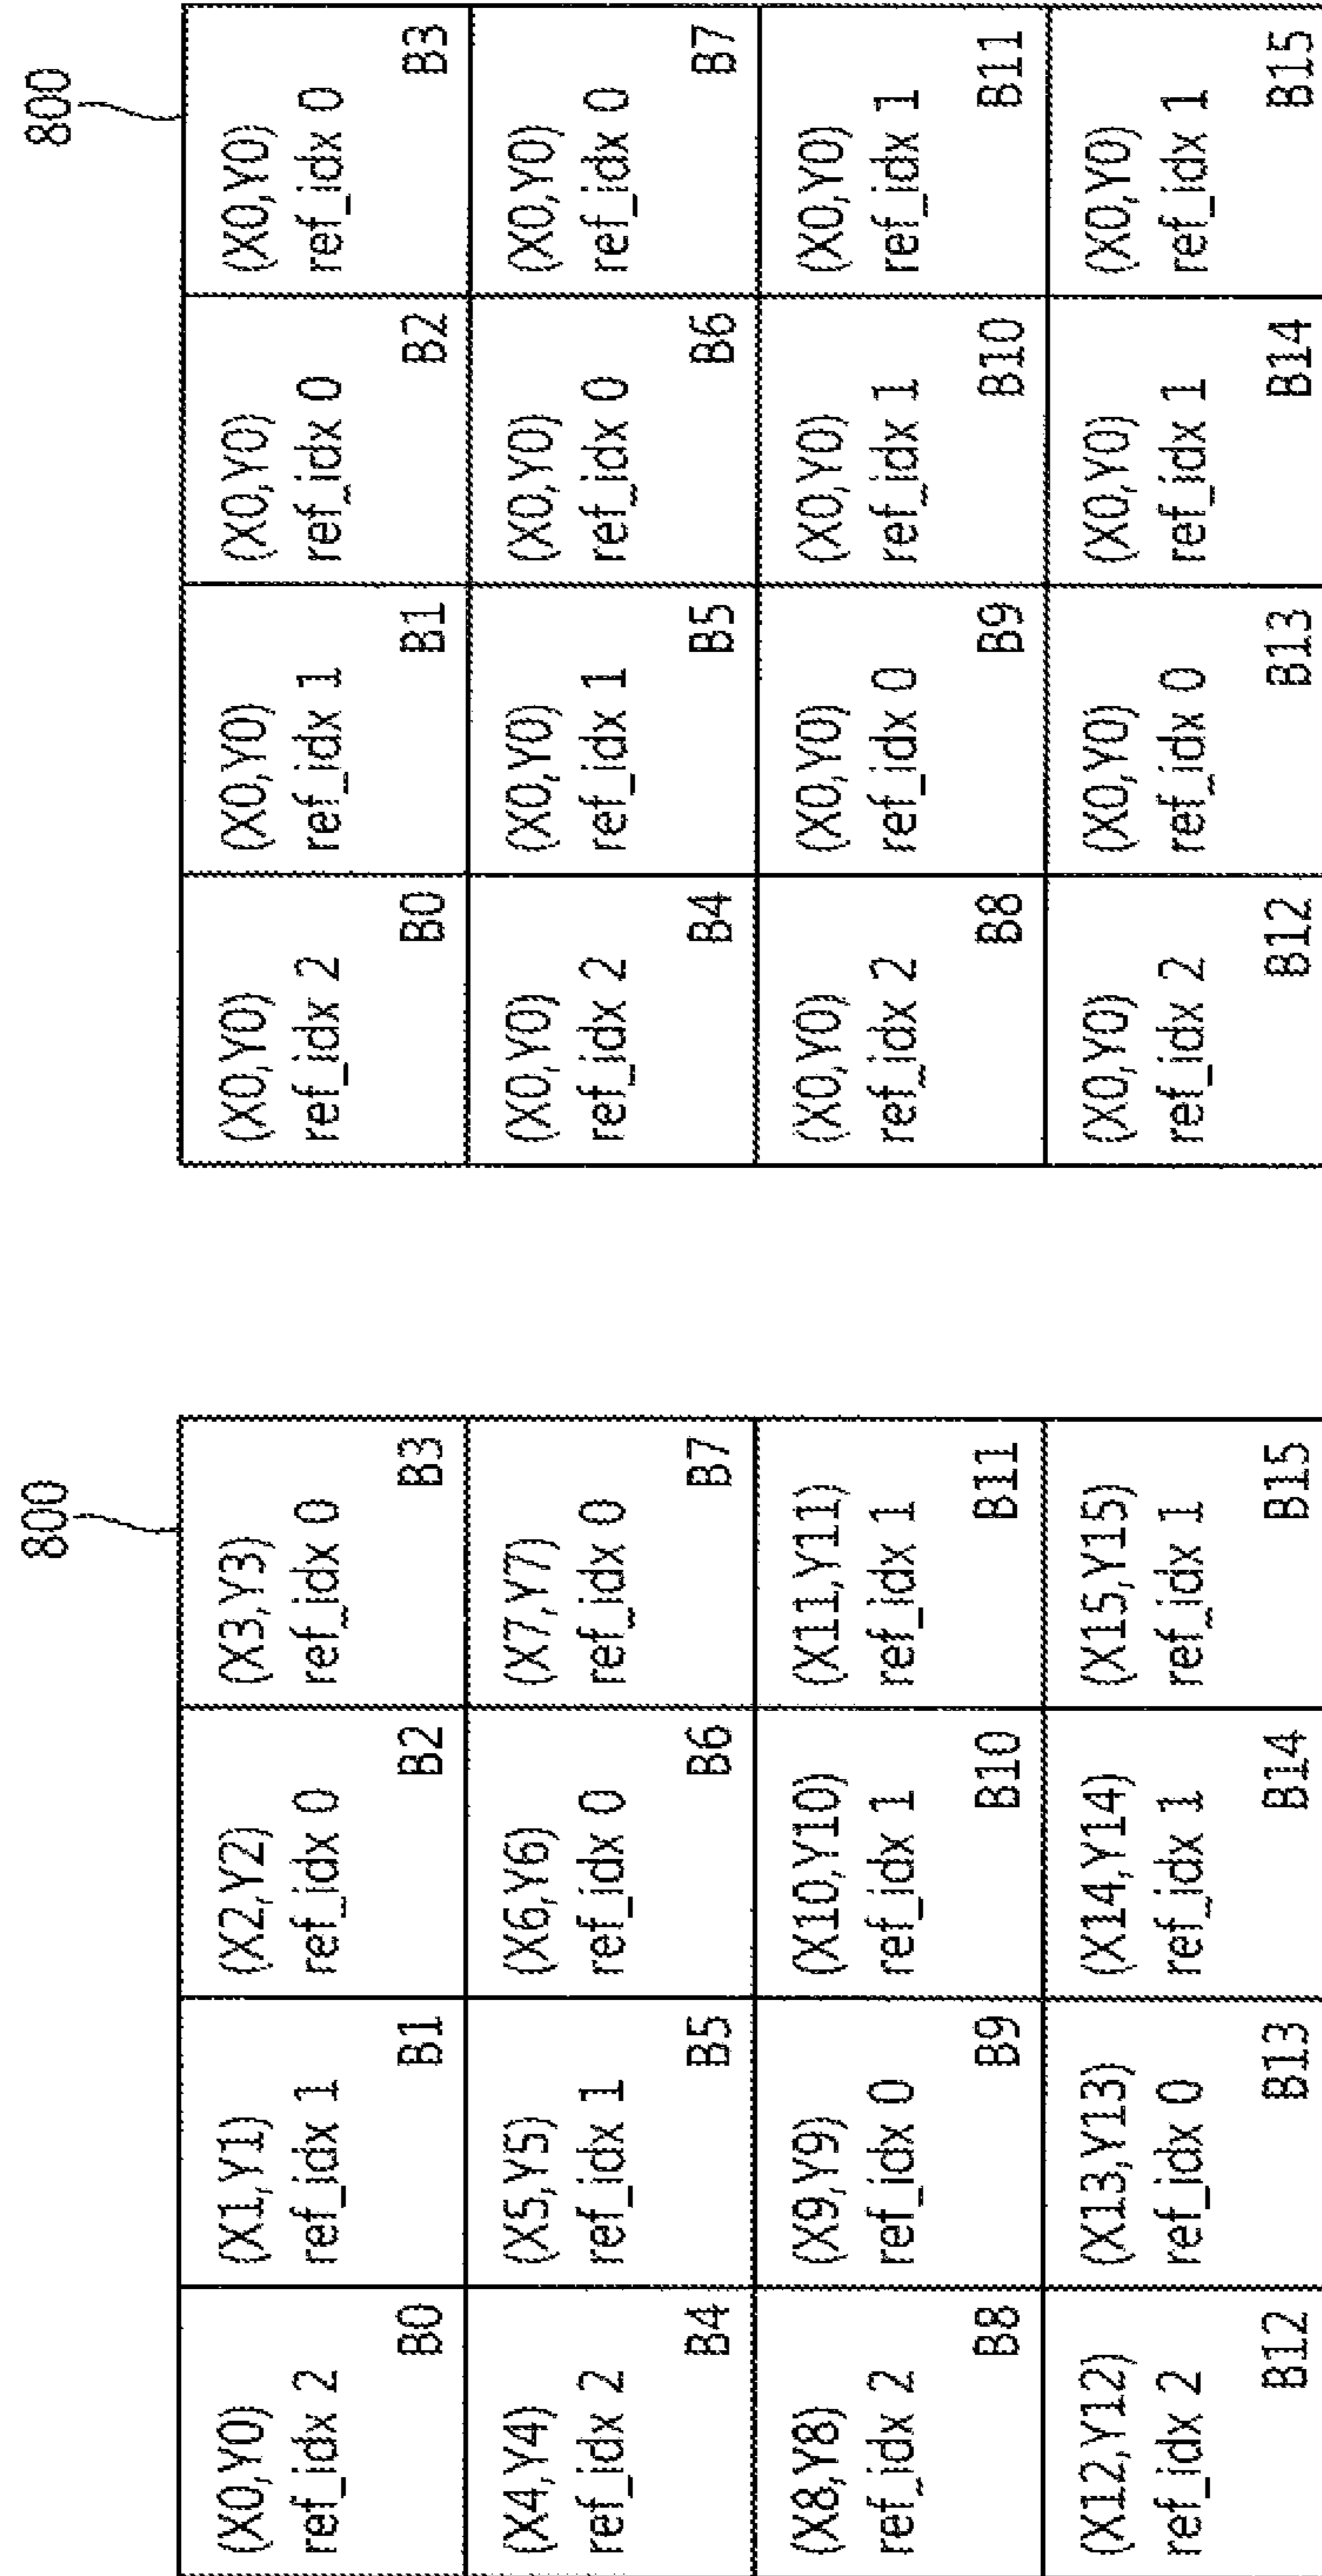 800
(X0,Y0)
ref_idx 2
B0
(X1,Y1)
ref_idx 1
B1
(X2,Y2)
ref_idx 0
B2
(X3,Y3)
ref_idx 0
B3
(X4,Y4)
ref_idx 2
B4
(X5,Y5)
ref_idx 1
B5
(X6,Y6)
ref_idx 0
B6
(X7,Y7)
ref_idx 0
B7
(X8,Y8)
ref_idx 2
B8
(X9,Y9)
ref_idx 0
B9
(X10,Y10)
ref_idx 1
B10
(X11,Y11)
ref_idx 1
B11
(X12,Y12)
ref_idx 2
B12
(X13,Y13)
ref_idx 0
B13
(X14,Y14)
ref_idx 1
B14
(X15,Y15)
ref_idx 1
B15
800
(X0,Y0)
ref_idx 2
B0
(X0,Y0)
ref_idx 1
B1
(X0,Y0)
ref_idx 0
B2
(X0,Y0)
ref_idx 0
B3
(X0,Y0)
ref_idx 2
B4
(X0,Y0)
ref_idx 1
B5
(X0,Y0)
ref_idx 0
B6
(X0,Y0)
ref_idx 0
B7
(X0,Y0)
ref_idx 2
B8
(X0,Y0)
ref_idx 0
B9
(X0,Y0)
ref_idx 1
B10
(X0,Y0)
ref_idx 1
B11
(X0,Y0)
ref_idx 2
B12
(X0,Y0)
ref_idx 0
B13
(X0,Y0)
ref_idx 1
B14
(X0,Y0)
ref_idx 1
B15